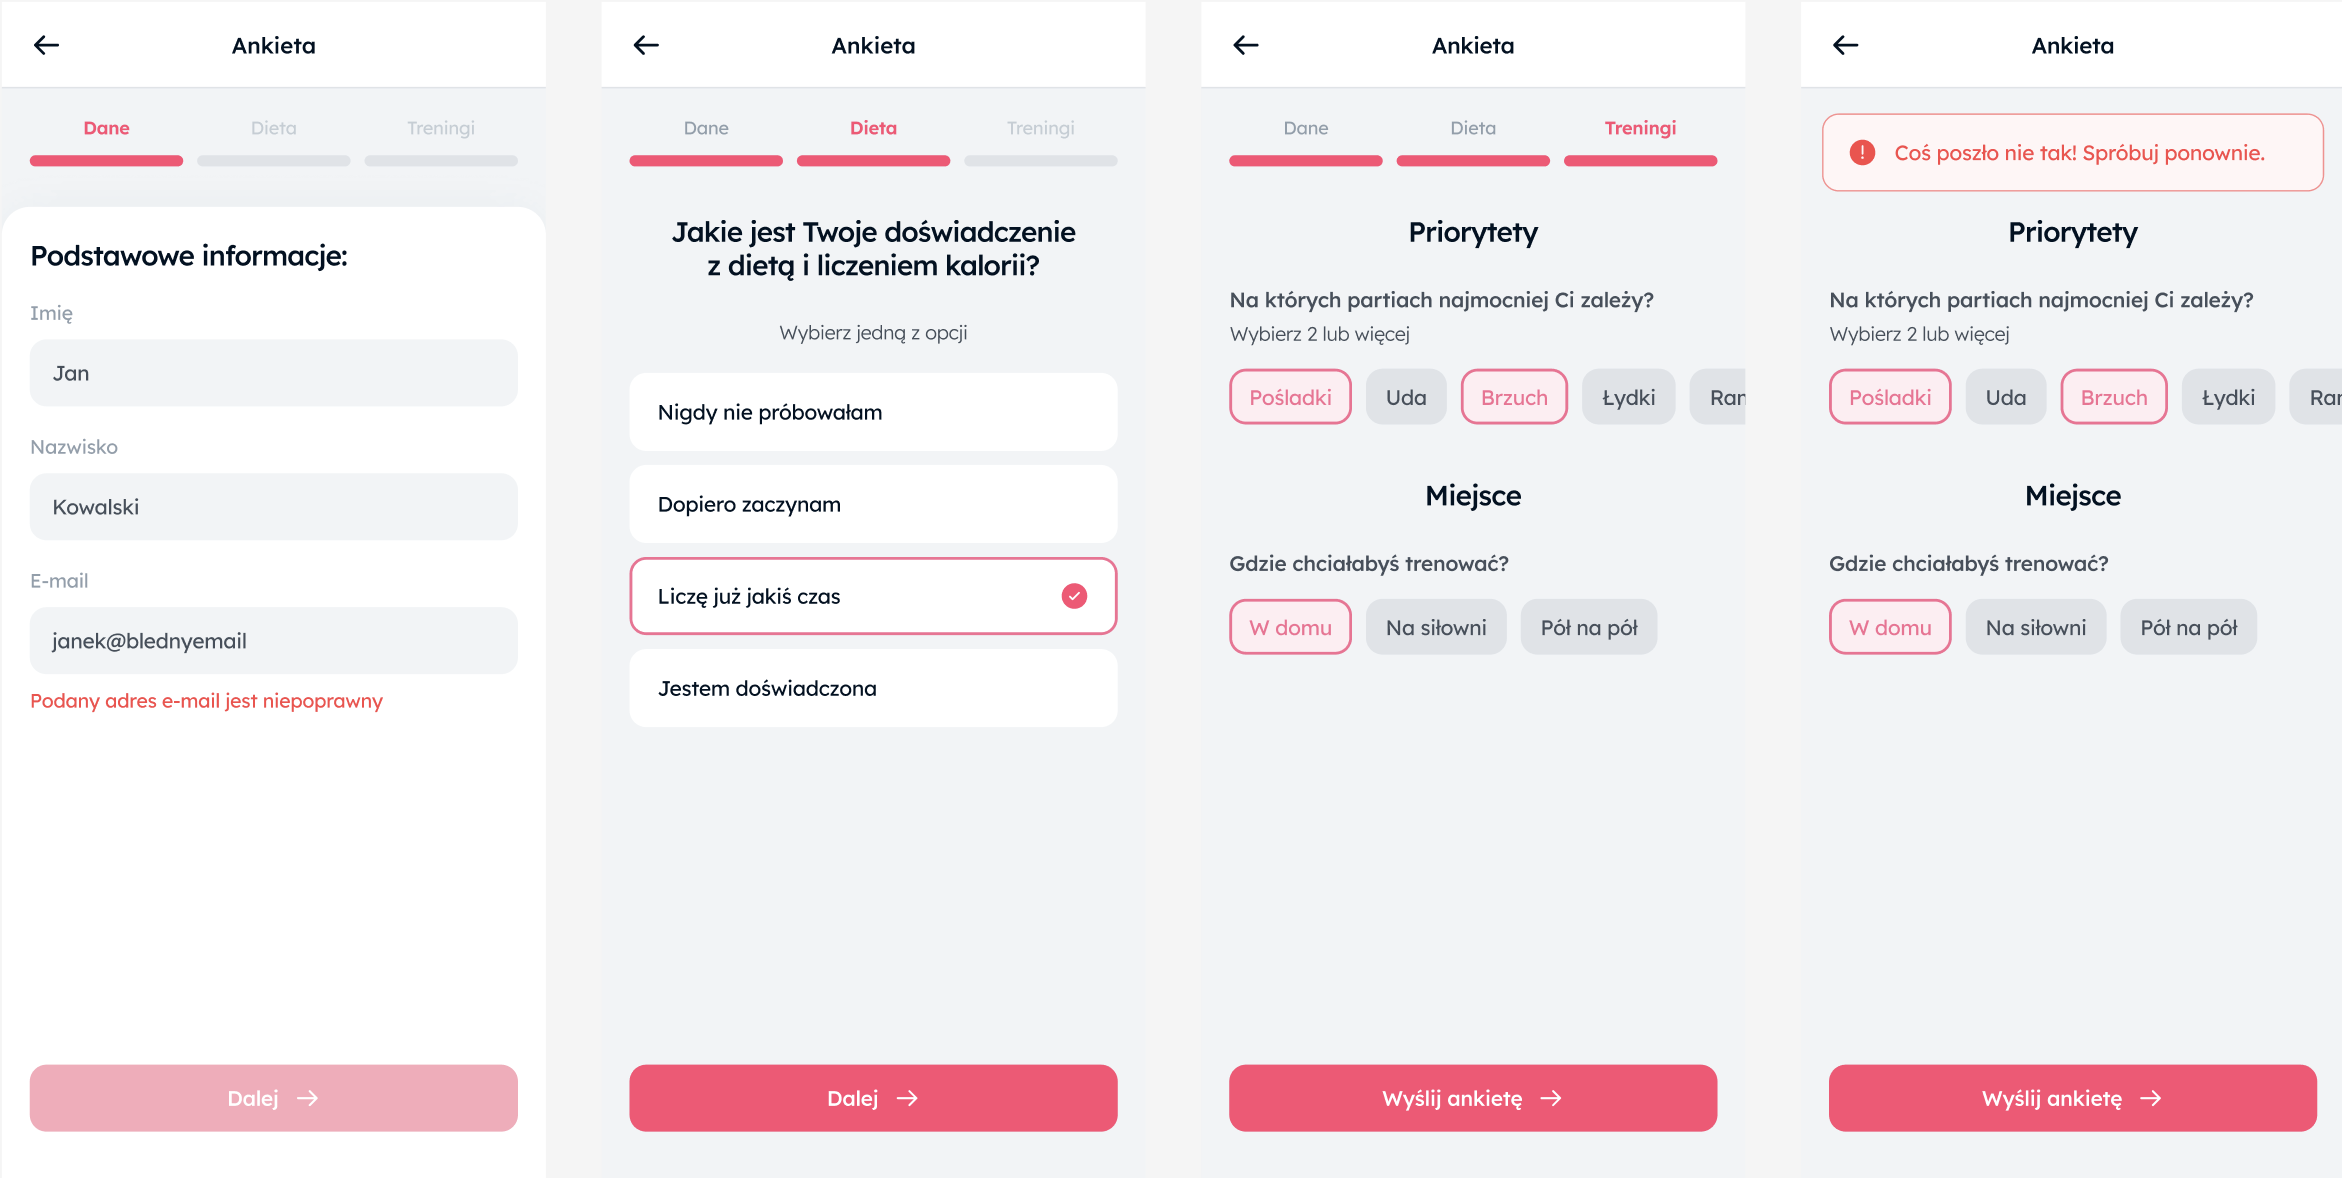 Ankieta
Dane
Dieta
Treningi
Podstawowe informacje:
Imię
Jan
Nazwisko
Kowalski
E-mail
janek@blednyemail
Podany adres e-mail jest niepoprawny
Dalej
Ankieta
Dane
Dieta
Treningi
Jakie jest Twoje doświadczenie
z dietą i liczeniem kalorii?
Wybierz jedną z opcji
Nigdy nie próbowałam
Dopiero zaczynam
Liczę już jakiś czas
Jestem doświadczona
Dalej
Ankieta
Dane
Dieta
Treningi
Priorytety
Na których partiach najmocniej Ci zależy?
Wybierz 2 lub więcej
Pośladki
Uda
Brzuch
Łydki
Miejsce
Gdzie chciałabyś trenować?
W domu
Na siłowni
Pół na pół
Wyślij ankietę
Ankieta
Coś poszło nie tak! Spróbuj ponownie.
Priorytety
Na których partiach najmocniej Ci zależy?
Wybierz 2 lub więcej
Pośladki
Uda
Brzuch
Łydki
Miejsce
Gdzie chciałabyś trenować?
W domu
Na siłowni
Pół na pół
Wyślij ankietę